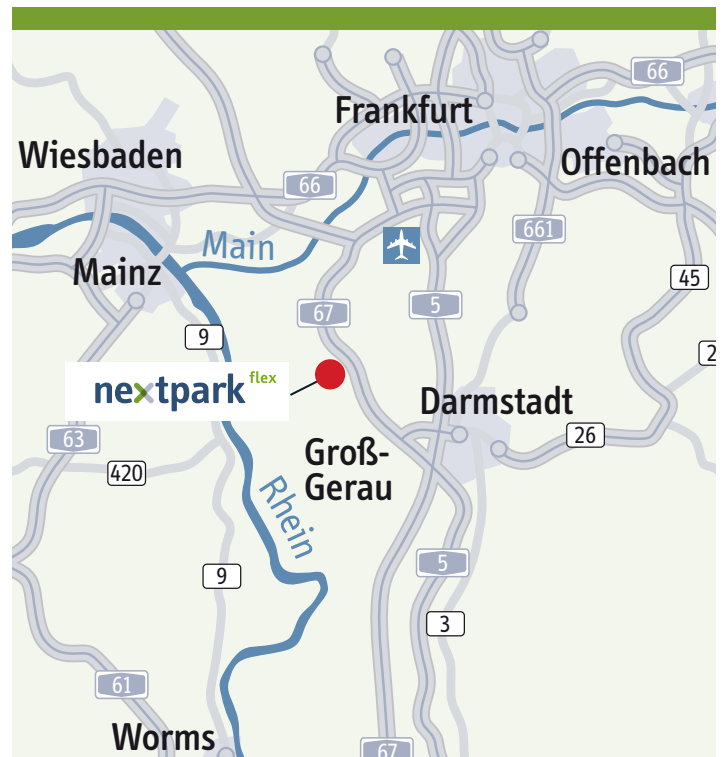 66
Frankfurt
Wiesbaden
Offenbach
66
661
Main
Mainz
45
67
5
9
2
nextpark flex
Darmstadt
63
26
Groß-
Gerau
420
Rhein
5
9
3
61
Worms
67